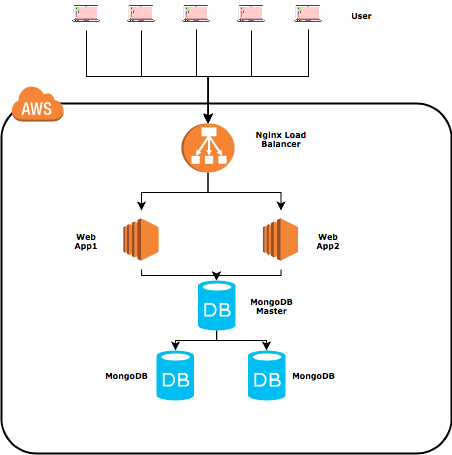 User
AWS
Nginx Load
Balancer
Web
App1
Web
App2
DB
MongoDB
Master
MongoDB
DB
DB
MongoDB